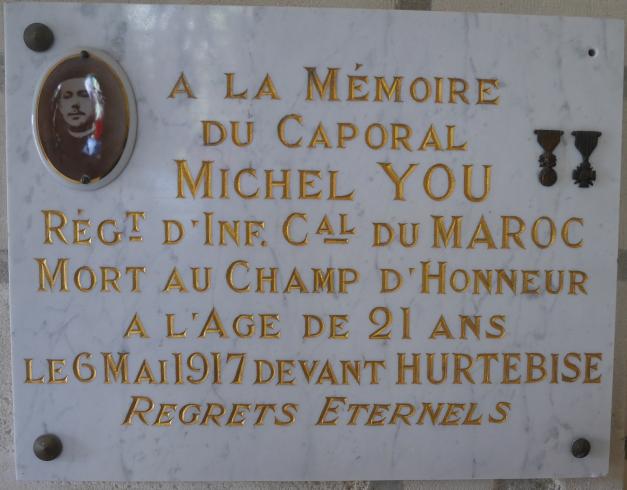 A LA MÉMOIRE
DU CAPORAL
MICHEL YOU
RÉGT D'INF. CAL DU MAROC
MORT AU CHAMP D'HONNEUR
A L'AGE DE 21 ANS
LE 6 MAI 1917 DEVANT HURTEBISE
REGRETS ETERNELS